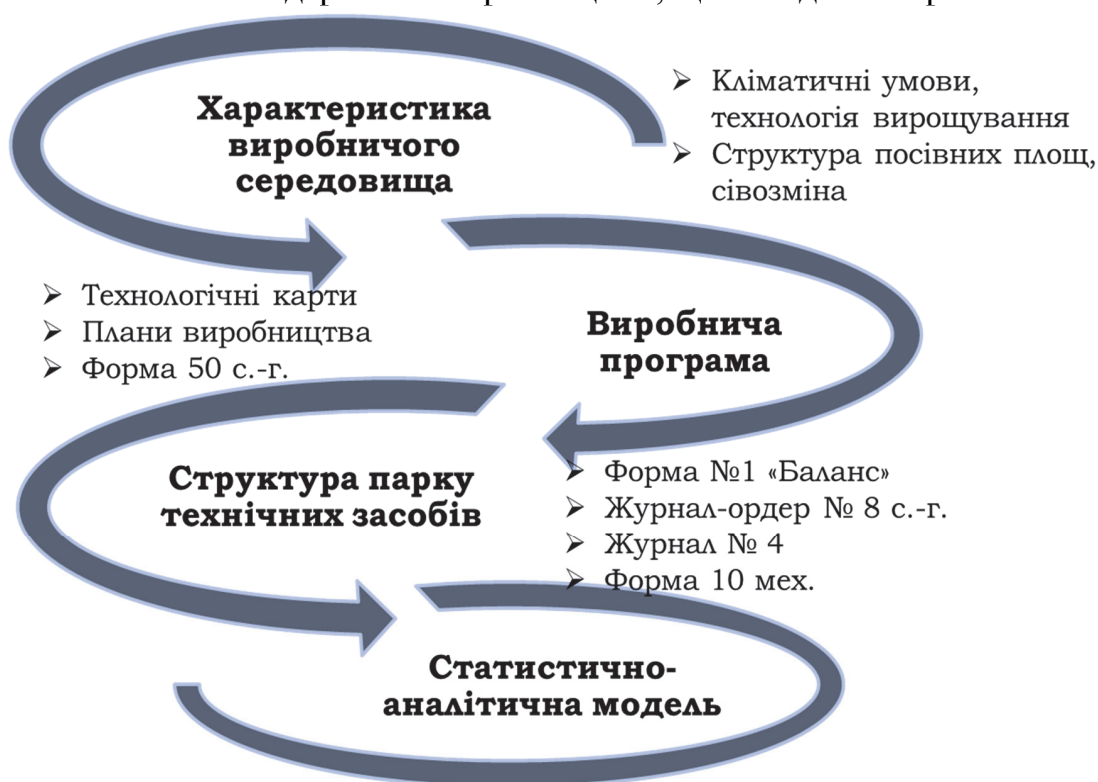 Характеристика
виробничого
середовища
➢ Кліматичні умови,
технологія вирощування
➢ Структура посівних площ,
сівозміна
➢ Технологічні карти
➢ Плани виробництва
➢ Форма 50 с.-г.
Виробнича
програма
Структура парку
технічних засобів
➢ Форма №1 «Баланс»
➢ Журнал-ордер № 8 с.-г.
➢ Журнал № 4
➢ Форма 10 мех.
Статистично-
аналітична модель